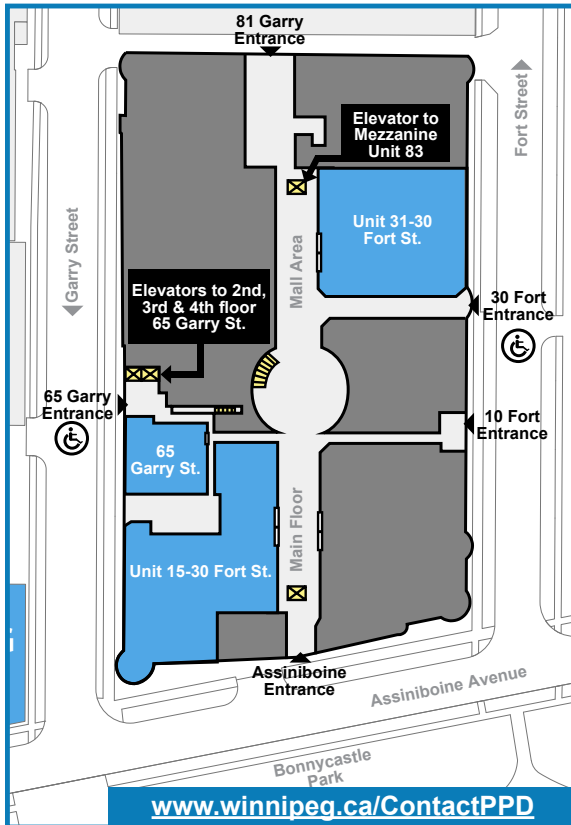 81 Garry
Entrance
Fort Street
Elevator to
Mezzanine
Unit 83
Unit 31-30
Fort St.
Garry Street
Mall Area
Elevators to 2nd,
3rd & 4th floor
65 Garry St.
30 Fort
Entrance
65 Garry
Entrance
10 Fort
Entrance
65
Garry St.
Main Floor
Unit 15-30 Fort St.
Assiniboine
Entrance
Assiniboine Avenue
Bonnycastle
Park
www.winnipeg.ca/ContactPPD